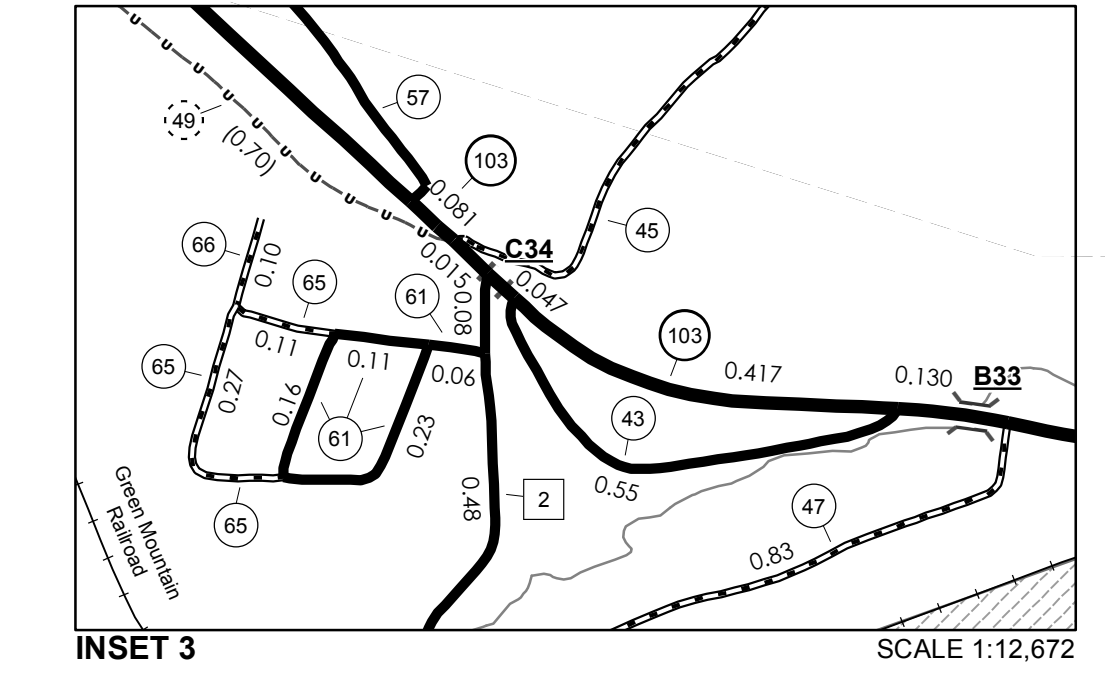 57
49
(0.70)
103
0.081
45
C34
66
0.10
0.015
0.047
65
61
0.08
103
0.11
0.11
0.06
0.417
0.130
B33
65
0.27
0.16
61
0.23
43
0.55
0.48
2
47
65
0.83
Green Mountain
Railroad
INSET 3
SCALE 1:12,672
U
U
U
U
U
U
U
U
U
U